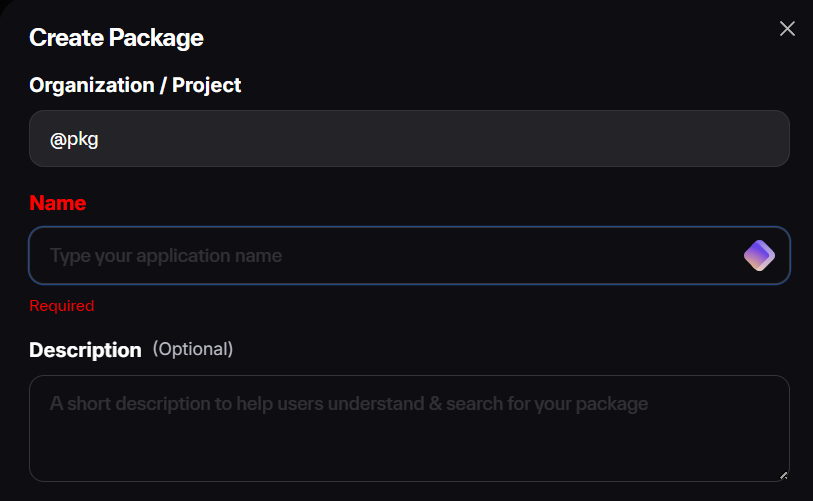 Create Package
Organization / Project
@pkg
Name
Type your application name
Required
Description (Optional)
A short description to help users understand & search for your package